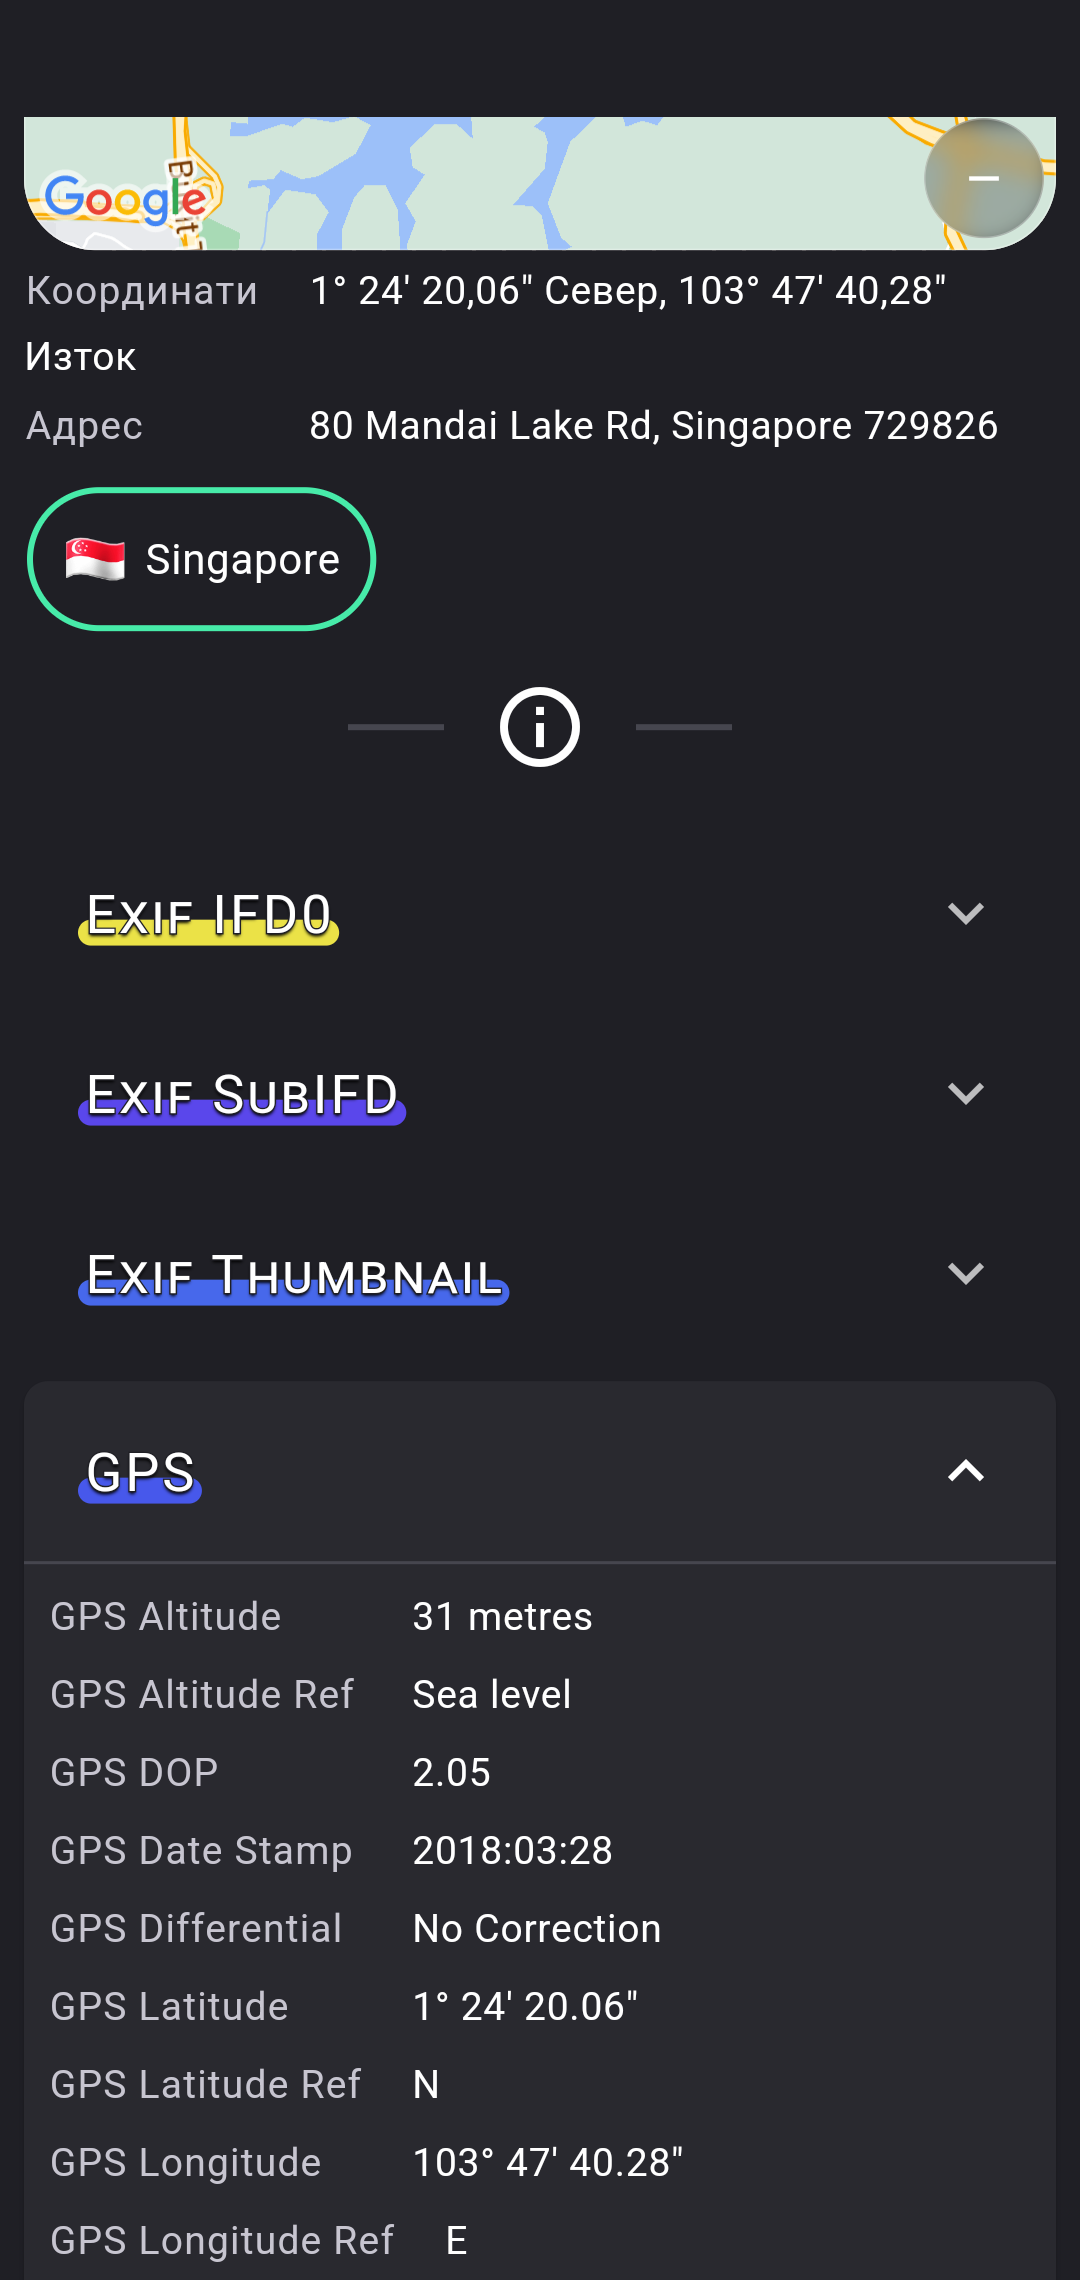 Google
Координати 1° 24' 20,06" Север, 103° 47' 40,28"
Изток
Адрес 80 Mandai Lake Rd, Singapore 729826
Singapore
Exif IFD0
Exif SubIFD
Exif Thumbnail
GPS
GPS Altitude 31 metres
GPS Altitude Ref Sea level
GPS DOP 2.05
GPS Date Stamp 2018:03:28
GPS Differential No Correction
GPS Latitude 1° 24' 20.06"
GPS Latitude Ref N
GPS Longitude 103° 47' 40.28"
GPS Longitude Ref E